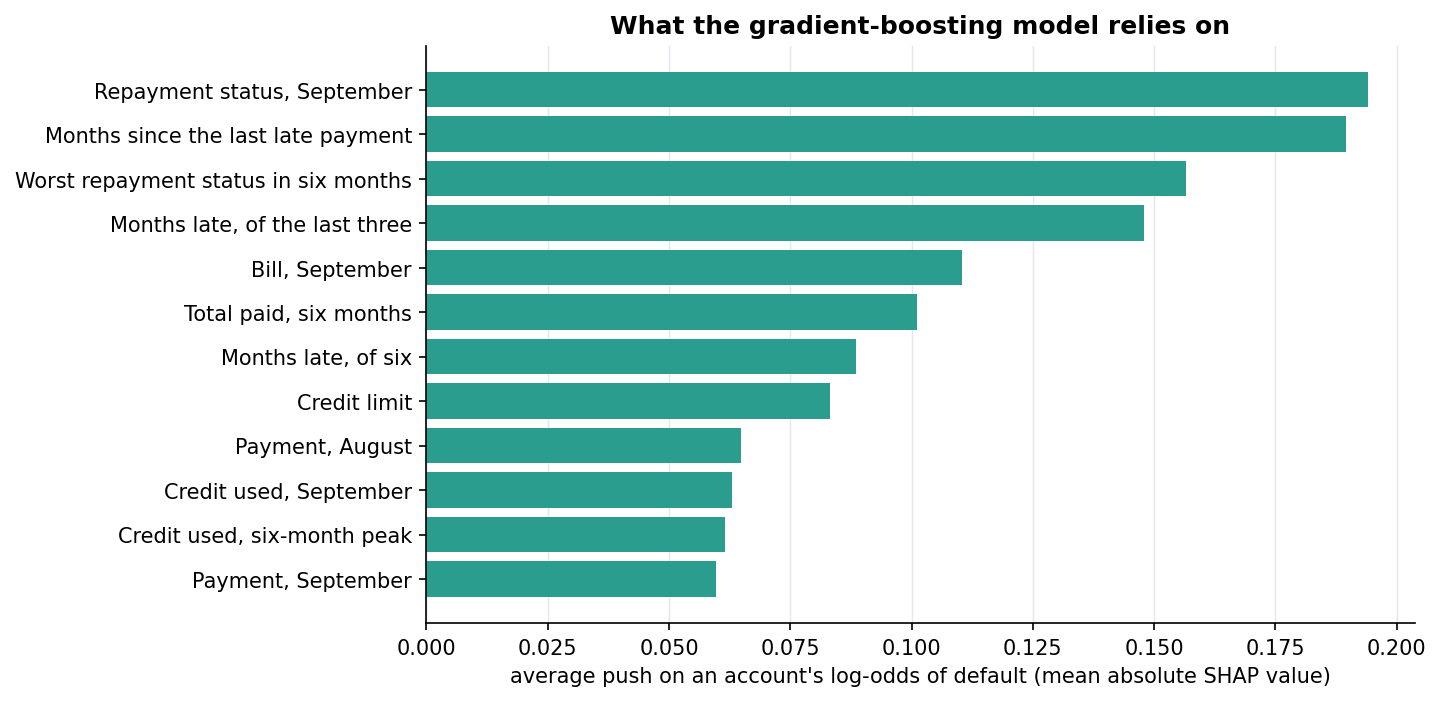 What the gradient-boosting model relies on
Repayment status, September
Months since the last late payment
Worst repayment status in six months
Months late, of the last three
Bill, September
Total paid, six months
Months late, of six
Credit limit
Payment, August
Credit used, September
Credit used, six-month peak
Payment, September
0.000 0.025 0.050 0.075 0.100 0.125 0.150 0.175 0.200
average push on an account's log-odds of default (mean absolute SHAP value)